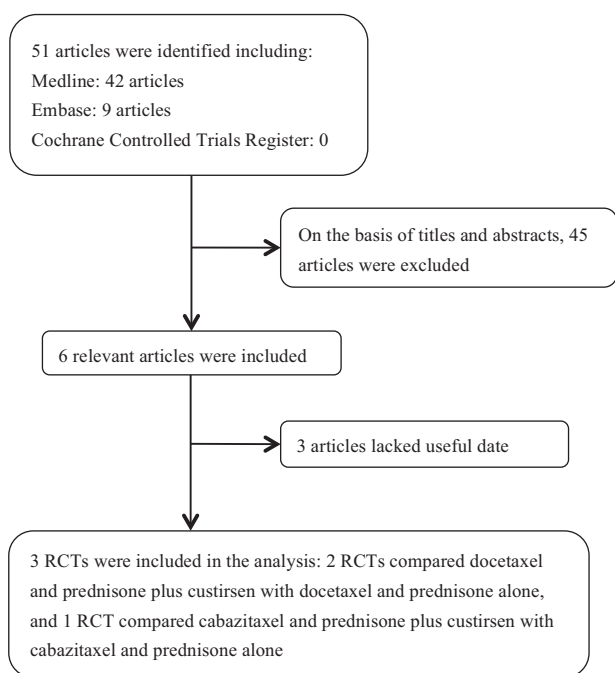 51 articles were identified including:
Medline: 42 articles
Embase: 9 articles
Cochrane Controlled Trials Register: 0
On the basis of titles and abstracts, 45
articles were excluded
6 relevant articles were included
3 articles lacked useful date
3 RCTs were included in the analysis: 2 RCTs compared docetaxel
and prednisone plus custirsen with docetaxel and prednisone alone,
and 1 RCT compared cabazitaxel and prednisone plus custirsen with
cabazitaxel and prednisone alone